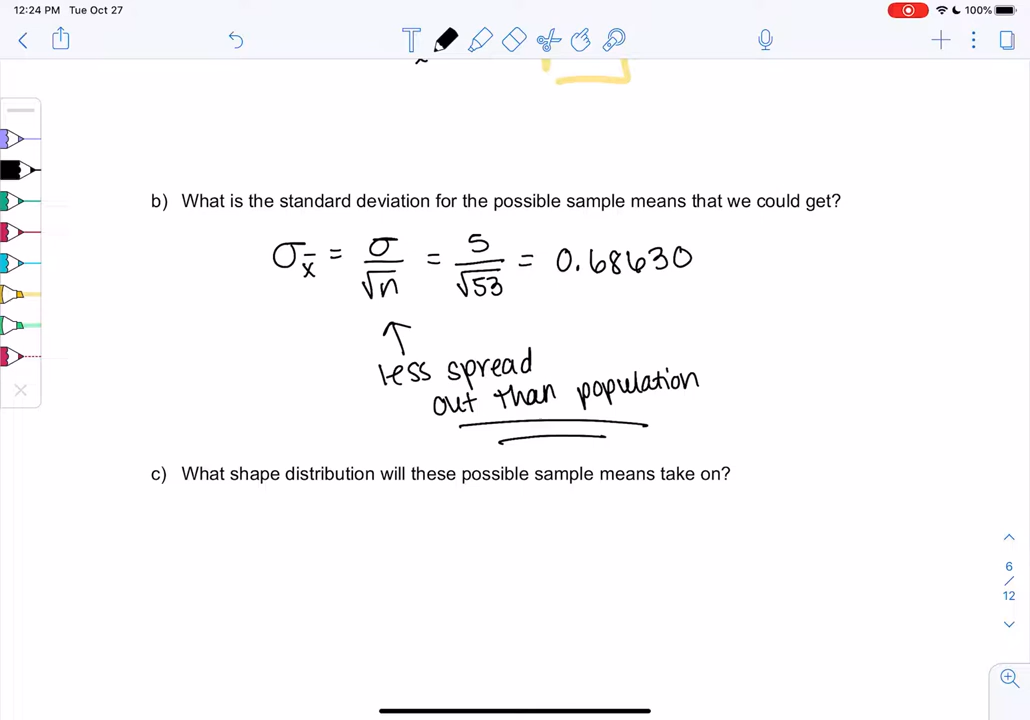 12:24 PM Tue Oct 27
100%
T
b) What is the standard deviation for the possible sample means that we could get?
σx̄ = σ/√n = 5/√53 = 0.68630
less spread
out than population
c) What shape distribution will these possible sample means take on?
6
/
12